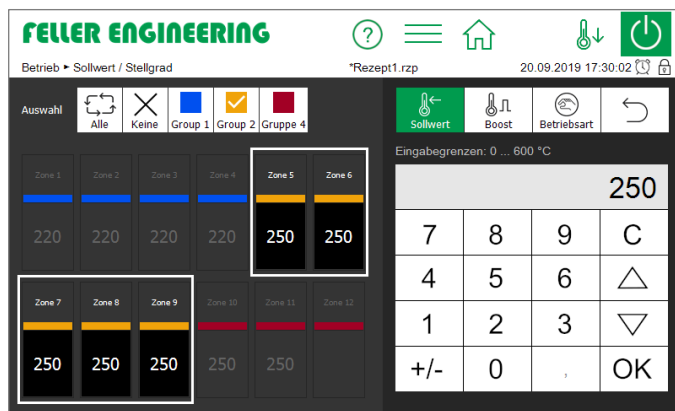 FELLER ENGINEERING
?
Betrieb ► Sollwert / Stellgrad
*Rezept1.rzp
20.09.2019 17:30:02
Auswahl
Alle
Keine
Group 1
Group 2
Gruppe 4
Zone 1
Zone 2
Zone 3
Zone 4
Zone 5
Zone 6
220
220
220
220
250
250
Zone 7
Zone 8
Zone 9
Zone 10
Zone 11
Zone 12
250
250
250
250
250
250
Sollwert
Boost
Betriebsart
Eingabegrenzen: 0 ... 600 °C
250
7 8 9 C
4 5 6
1 2 3
+/- 0 , OK